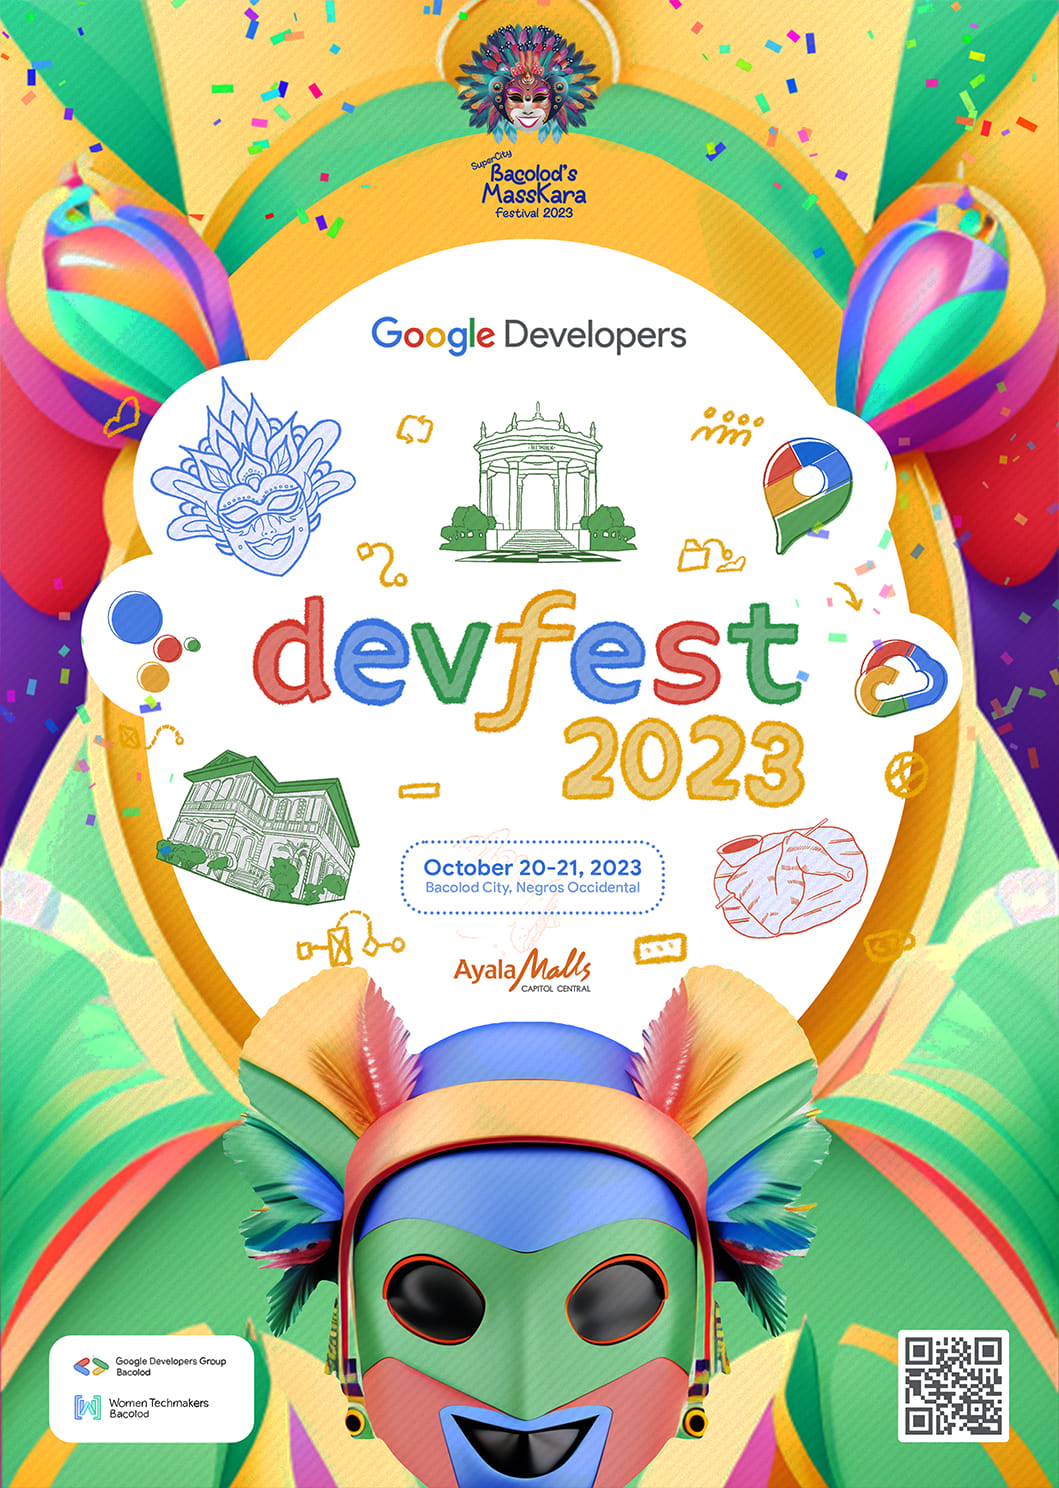 SuperCity
Bacolod's
MassKara
festival 2023
Google Developers
devfest
2023
October 20-21, 2023
Bacolod City, Negros Occidental
Ayala Malls
CAPITOL CENTRAL
Google Developers Group
Bacolod
Women Techmakers
Bacolod